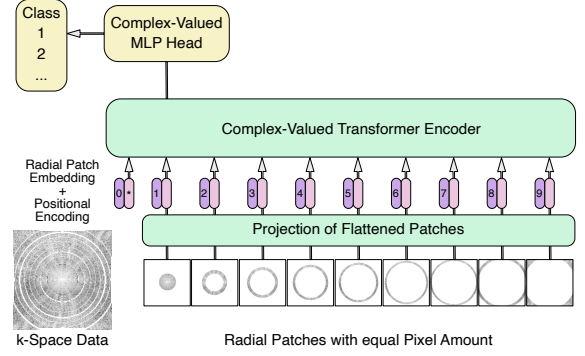 Class
1
2
...
Complex-Valued
MLP Head
Complex-Valued Transformer Encoder
Radial Patch
Embedding
+
Positional
Encoding
0 * 1 2 3 4 5 6 7 8 9
Projection of Flattened Patches
k-Space Data
Radial Patches with equal Pixel Amount